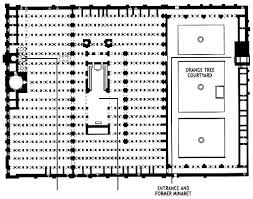 ORANGE TREE
COURTYARD
ENTRANCE AND
FORMER MINARET